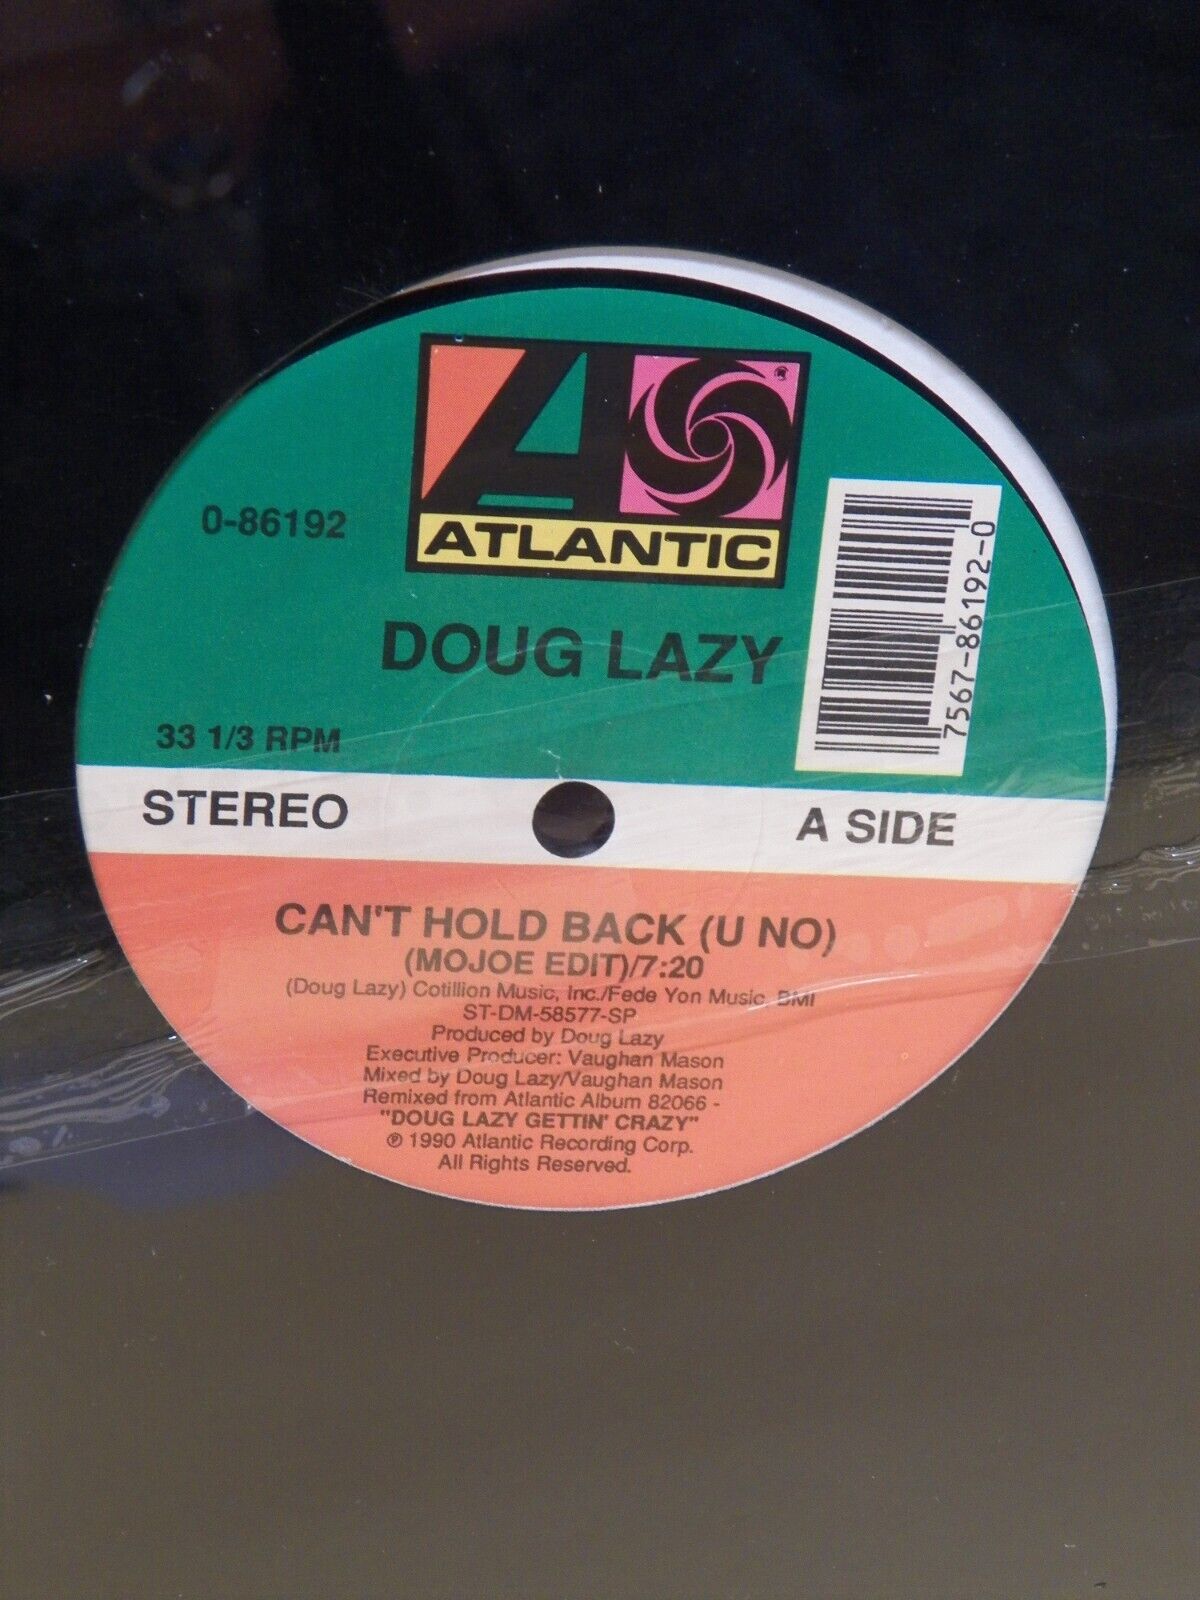 ®
ATLANTIC
0-86192
7567-86192-0
DOUG LAZY
33 1/3 RPM
STEREO
A SIDE
CAN'T HOLD BACK (U NO)
(MOJOE EDIT)/7:20
(Doug Lazy) Cotillion Music, Inc./Fede Yon Music, BMI
ST-DM-58577-SP
Produced by Doug Lazy
Executive Producer: Vaughan Mason
Mixed by Doug Lazy/Vaughan Mason
Remixed from Atlantic Album 82066 -
"DOUG LAZY GETTIN' CRAZY"
℗ 1990 Atlantic Recording Corp.
All Rights Reserved.